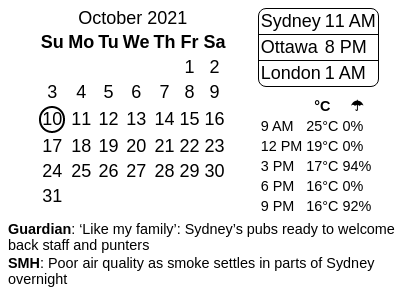 October 2021
Su Mo Tu We Th Fr Sa
1 2
3 4 5 6 7 8 9
10 11 12 13 14 15 16
17 18 19 20 21 22 23
24 25 26 27 28 29 30
31
Sydney 11 AM
Ottawa 8 PM
London 1 AM
°C ☂
9 AM 25°C 0%
12 PM 19°C 0%
3 PM 17°C 94%
6 PM 16°C 0%
9 PM 16°C 92%
Guardian: ‘Like my family’: Sydney’s pubs ready to welcome
back staff and punters
SMH: Poor air quality as smoke settles in parts of Sydney
overnight